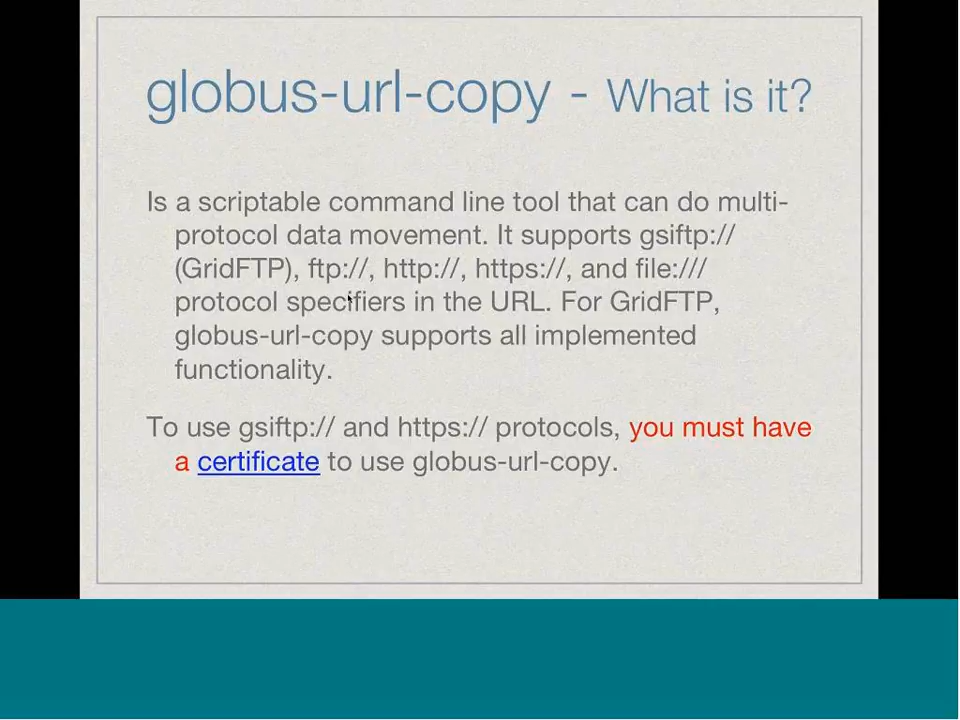 globus-url-copy - What is it?
Is a scriptable command line tool that can do multi-
protocol data movement. It supports gsiftp://
(GridFTP), ftp://, http://, https://, and file:///
protocol specifiers in the URL. For GridFTP,
globus-url-copy supports all implemented
functionality.
To use gsiftp:// and https:// protocols, you must have
a certificate to use globus-url-copy.